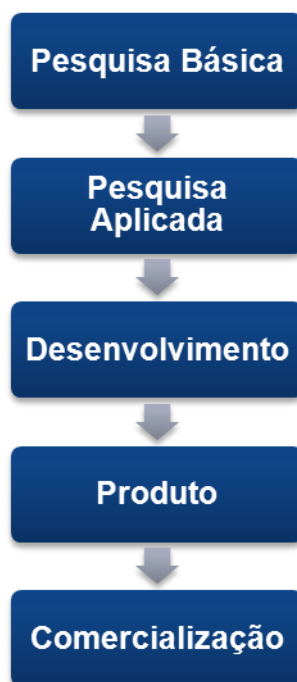 Pesquisa Básica
Pesquisa
Aplicada
Desenvolvimento
Produto
Comercialização